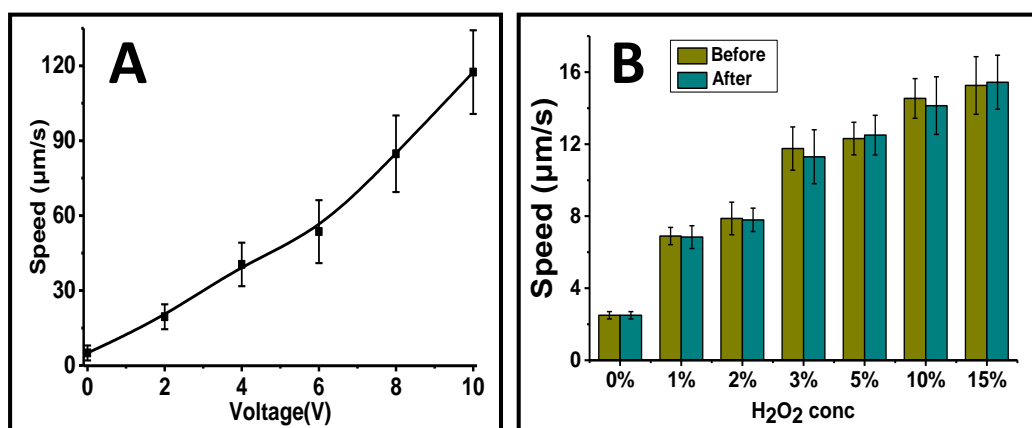 A
Speed (µm/s)
120
90
60
30
0
0 2 4 6 8 10
Voltage(V)
B
Before
After
Speed (µm/s)
16
12
8
4
0
0% 1% 2% 3% 5% 10% 15%
H₂O₂ conc